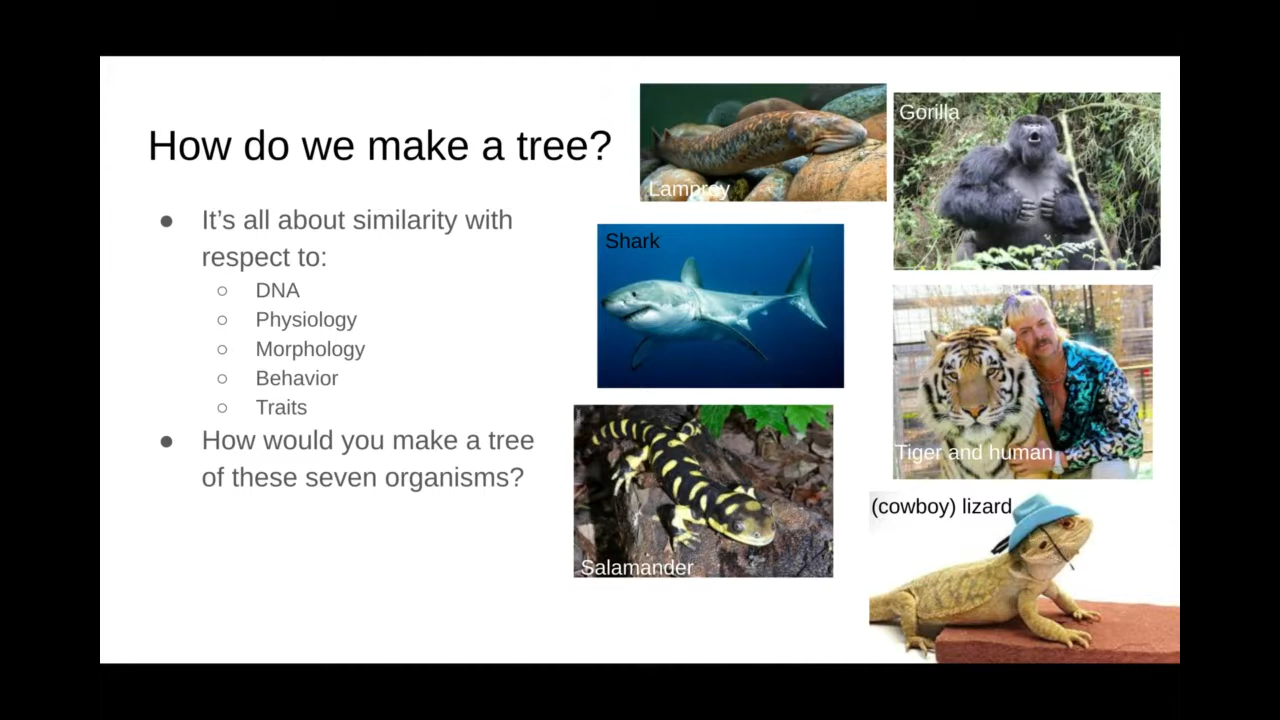 How do we make a tree?
● It’s all about similarity with
respect to:
○ DNA
○ Physiology
○ Morphology
○ Behavior
○ Traits
● How would you make a tree
of these seven organisms?
Lamprey
Gorilla
Shark
Tiger and human
Salamander
(cowboy) lizard